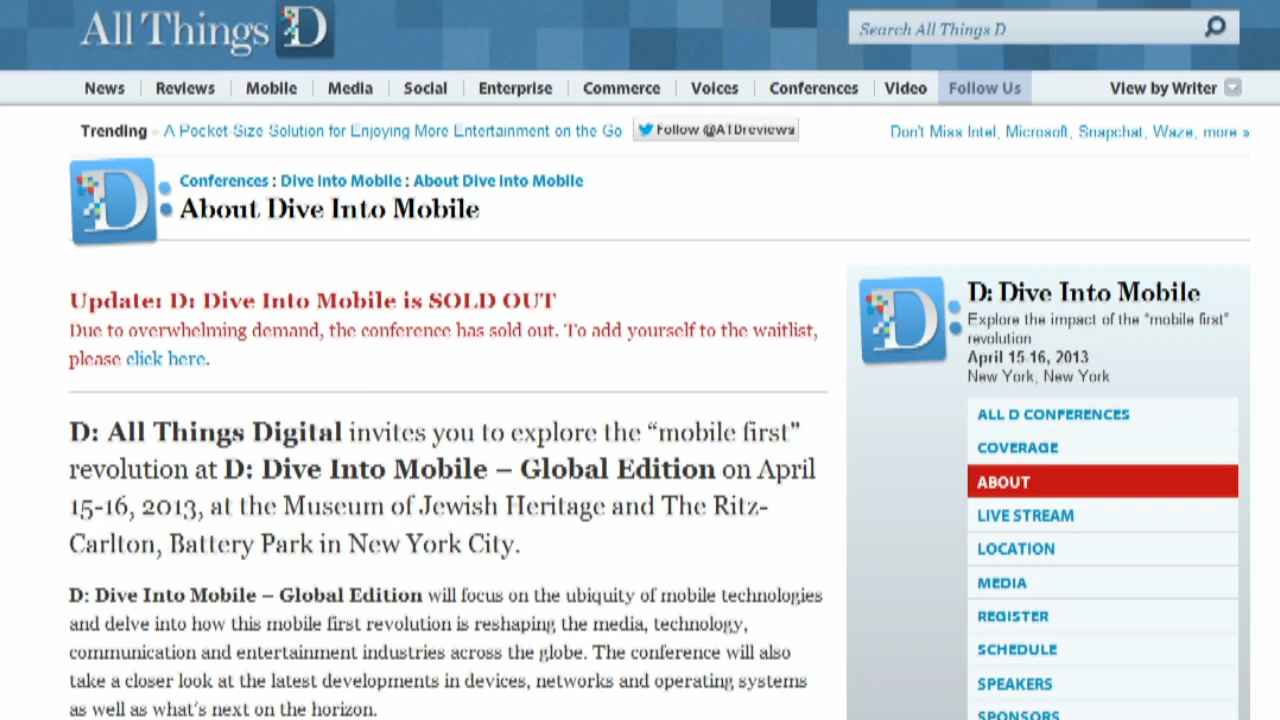 All Things D
Search All Things D
News Reviews Mobile Media Social Enterprise Commerce Voices Conferences Video Follow Us View by Writer
Trending A Pocket-Size Solution for Enjoying More Entertainment on the Go Follow @ATDreviews Don't Miss Intel, Microsoft, Snapchat, Waze, more »
D:
Conferences : Dive Into Mobile : About Dive Into Mobile
About Dive Into Mobile
Update: D: Dive Into Mobile is SOLD OUT
Due to overwhelming demand, the conference has sold out. To add yourself to the waitlist,
please click here.
D: All Things Digital invites you to explore the “mobile first”
revolution at D: Dive Into Mobile – Global Edition on April
15-16, 2013, at the Museum of Jewish Heritage and The Ritz-
Carlton, Battery Park in New York City.
D: Dive Into Mobile – Global Edition will focus on the ubiquity of mobile technologies
and delve into how this mobile first revolution is reshaping the media, technology,
communication and entertainment industries across the globe. The conference will also
take a closer look at the latest developments in devices, networks and operating systems
as well as what's next on the horizon.
D:
D: Dive Into Mobile
Explore the impact of the “mobile first”
revolution
April 15-16, 2013
New York, New York
ALL D CONFERENCES
COVERAGE
ABOUT
LIVE STREAM
LOCATION
MEDIA
REGISTER
SCHEDULE
SPEAKERS
SPONSORS